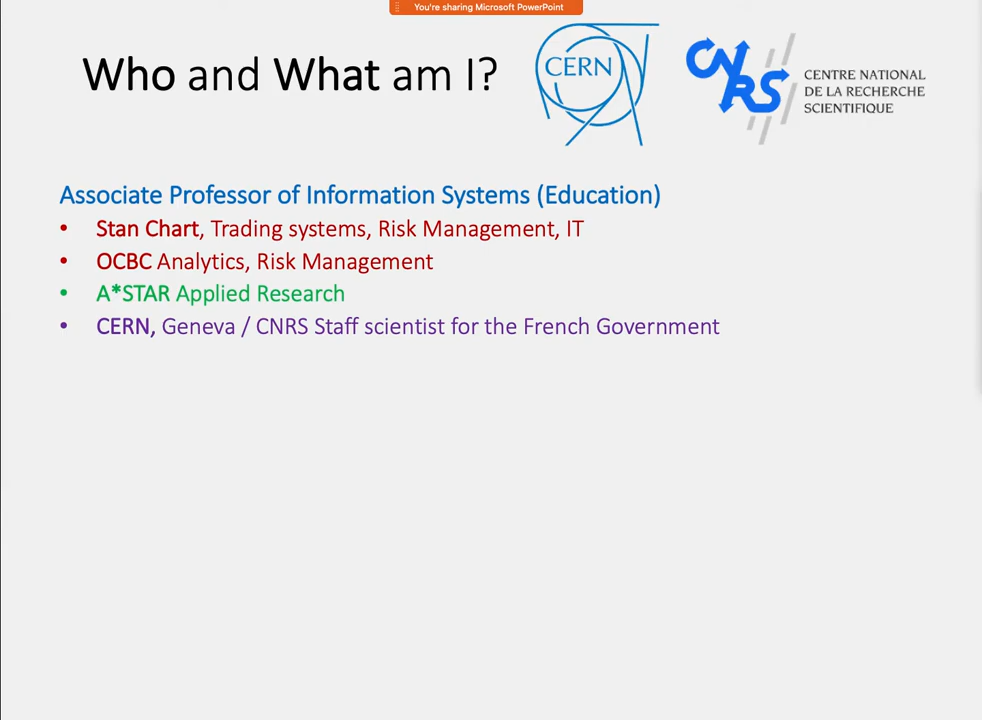 You're sharing Microsoft PowerPoint
Who and What am I?
CERN
CNRS
CENTRE NATIONAL
DE LA RECHERCHE
SCIENTIFIQUE
Associate Professor of Information Systems (Education)
• Stan Chart, Trading systems, Risk Management, IT
• OCBC Analytics, Risk Management
• A*STAR Applied Research
• CERN, Geneva / CNRS Staff scientist for the French Government